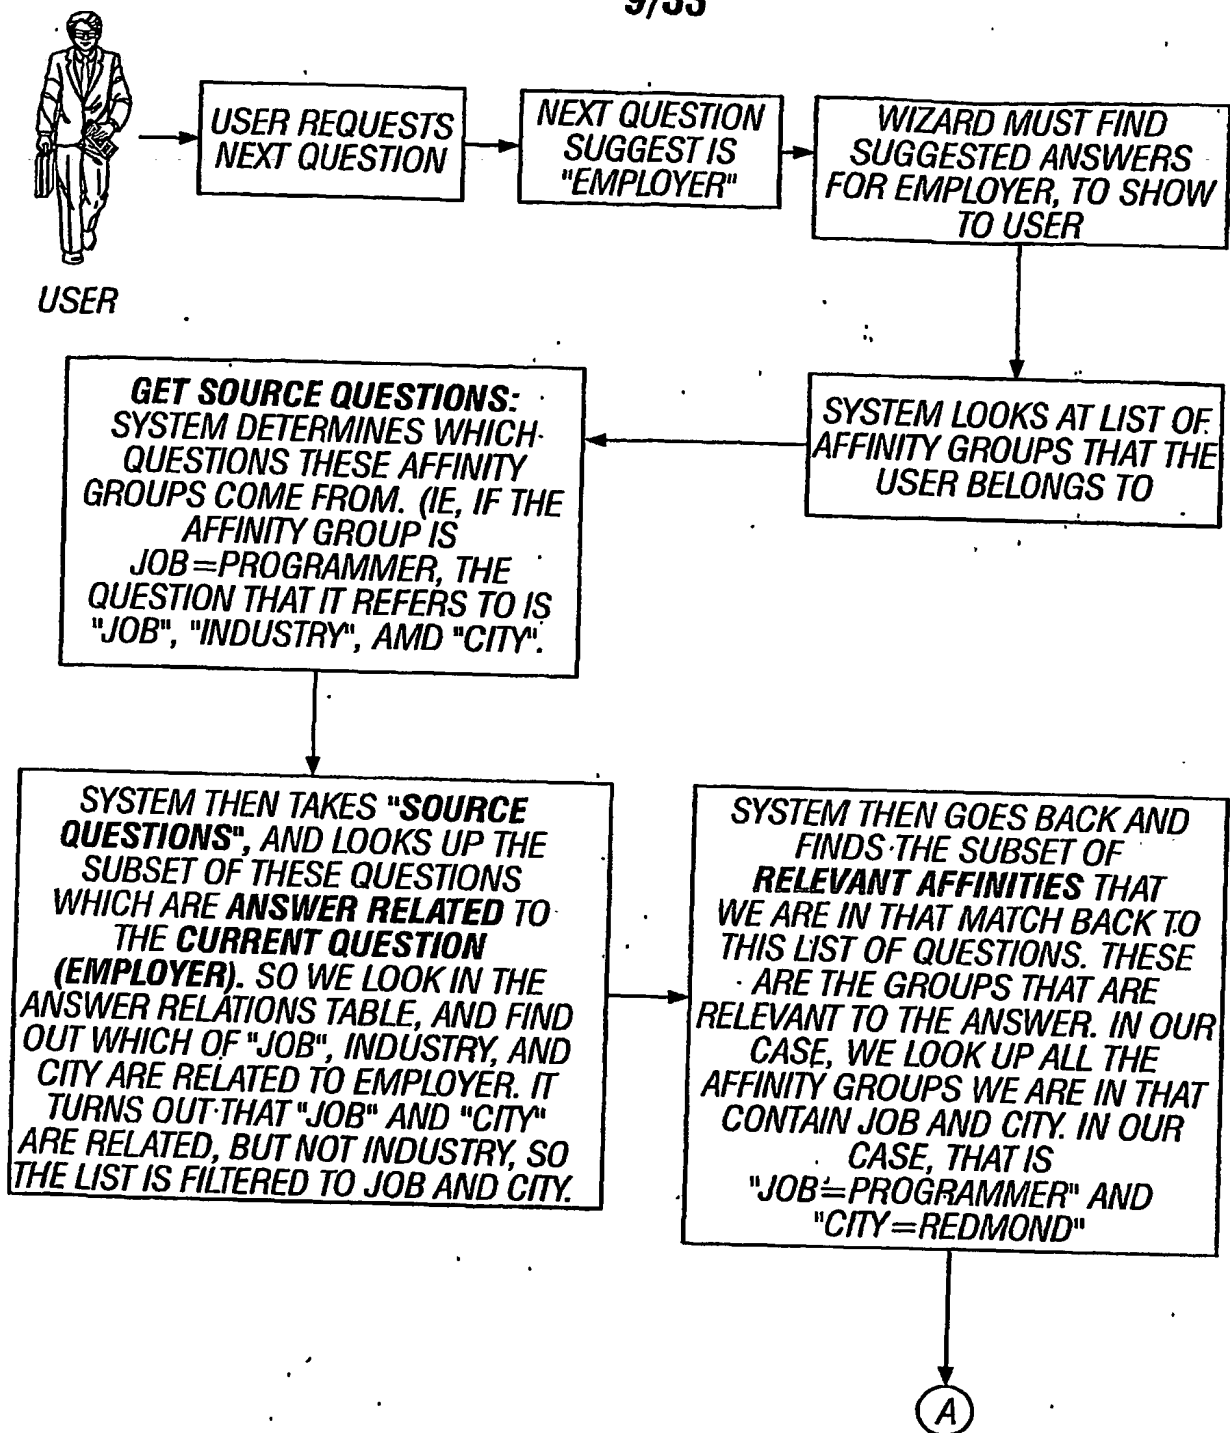 9/33
USER REQUESTS
NEXT QUESTION
NEXT QUESTION
SUGGEST IS
"EMPLOYER"
WIZARD MUST FIND
SUGGESTED ANSWERS
FOR EMPLOYER, TO SHOW
TO USER
USER
SYSTEM LOOKS AT LIST OF
AFFINITY GROUPS THAT THE
USER BELONGS TO
GET SOURCE QUESTIONS:
SYSTEM DETERMINES WHICH
QUESTIONS THESE AFFINITY
GROUPS COME FROM. (IE, IF THE
AFFINITY GROUP IS
JOB=PROGRAMMER, THE
QUESTION THAT IT REFERS TO IS
"JOB", "INDUSTRY", AMD "CITY".
SYSTEM THEN TAKES "SOURCE
QUESTIONS", AND LOOKS UP THE
SUBSET OF THESE QUESTIONS
WHICH ARE ANSWER RELATED TO
THE CURRENT QUESTION
(EMPLOYER). SO WE LOOK IN THE
ANSWER RELATIONS TABLE, AND FIND
OUT WHICH OF "JOB", INDUSTRY, AND
CITY ARE RELATED TO EMPLOYER. IT
TURNS OUT THAT "JOB" AND "CITY"
ARE RELATED, BUT NOT INDUSTRY, SO
THE LIST IS FILTERED TO JOB AND CITY.
SYSTEM THEN GOES BACK AND
FINDS THE SUBSET OF
RELEVANT AFFINITIES THAT
WE ARE IN THAT MATCH BACK TO
THIS LIST OF QUESTIONS. THESE
ARE THE GROUPS THAT ARE
RELEVANT TO THE ANSWER. IN OUR
CASE, WE LOOK UP ALL THE
AFFINITY GROUPS WE ARE IN THAT
CONTAIN JOB AND CITY. IN OUR
CASE, THAT IS
"JOB=PROGRAMMER" AND
"CITY=REDMOND"
A